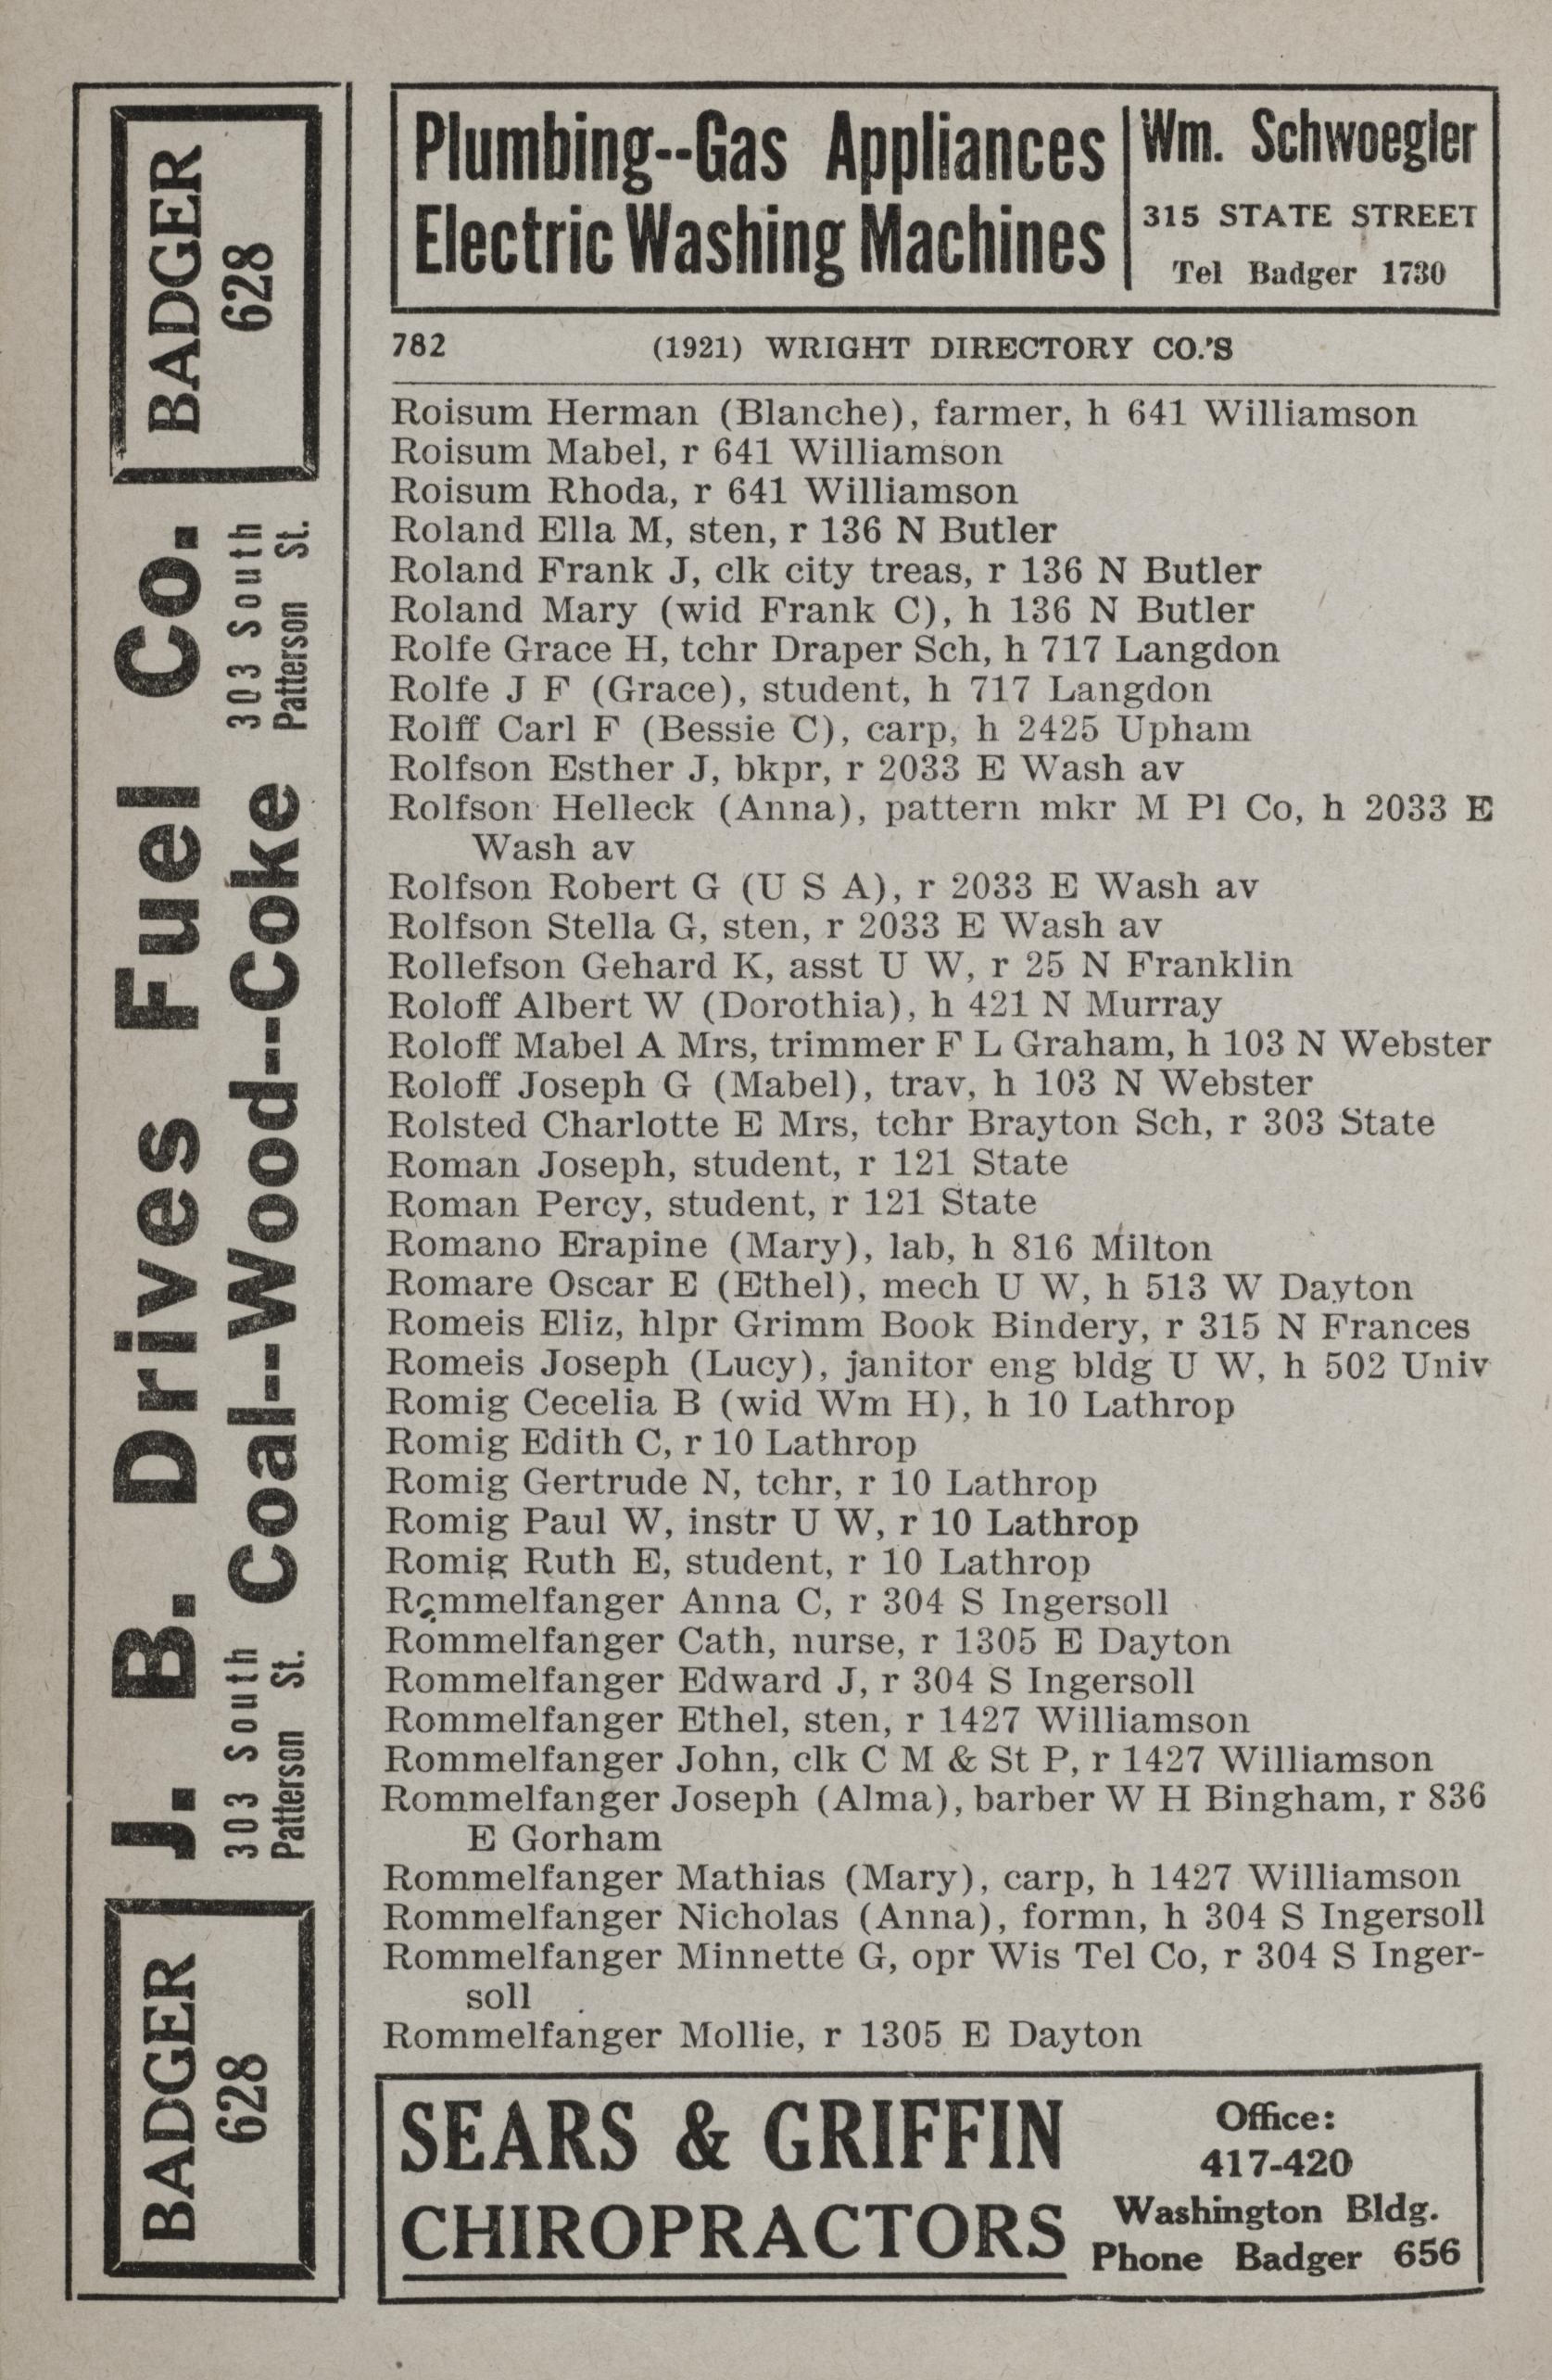 Plumbing--Gas Appliances
Electric Washing Machines
Wm. Schwoegler
315 STATE STREET
Tel Badger 1730
782 (1921) WRIGHT DIRECTORY CO.'S
Roisum Herman (Blanche), farmer, h 641 Williamson
Roisum Mabel, r 641 Williamson
Roisum Rhoda, r 641 Williamson
Roland Ella M, sten, r 136 N Butler
Roland Frank J, clk city treas, r 136 N Butler
Roland Mary (wid Frank C), h 136 N Butler
Rolfe Grace H, tchr Draper Sch, h 717 Langdon
Rolfe J F (Grace), student, h 717 Langdon
Rolff Carl F (Bessie C), carp, h 2425 Upham
Rolfson Esther J, bkpr, r 2033 E Wash av
Rolfson Helleck (Anna), pattern mkr M Pl Co, h 2033 E
Wash av
Rolfson Robert G (U S A), r 2033 E Wash av
Rolfson Stella G, sten, r 2033 E Wash av
Rollefson Gehard K, asst U W, r 25 N Franklin
Roloff Albert W (Dorothia), h 421 N Murray
Roloff Mabel A Mrs, trimmer F L Graham, h 103 N Webster
Roloff Joseph G (Mabel), trav, h 103 N Webster
Rolsted Charlotte E Mrs, tchr Brayton Sch, r 303 State
Roman Joseph, student, r 121 State
Roman Percy, student, r 121 State
Romano Erapine (Mary), lab, h 816 Milton
Romare Oscar E (Ethel), mech U W, h 513 W Dayton
Romeis Eliz, hlpr Grimm Book Bindery, r 315 N Frances
Romeis Joseph (Lucy), janitor eng bldg U W, h 502 Univ
Romig Cecelia B (wid Wm H), h 10 Lathrop
Romig Edith C, r 10 Lathrop
Romig Gertrude N, tchr, r 10 Lathrop
Romig Paul W, instr U W, r 10 Lathrop
Romig Ruth E, student, r 10 Lathrop
Rommelfanger Anna C, r 304 S Ingersoll
Rommelfanger Cath, nurse, r 1305 E Dayton
Rommelfanger Edward J, r 304 S Ingersoll
Rommelfanger Ethel, sten, r 1427 Williamson
Rommelfanger John, clk C M & St P, r 1427 Williamson
Rommelfanger Joseph (Alma), barber W H Bingham, r 836
E Gorham
Rommelfanger Mathias (Mary), carp, h 1427 Williamson
Rommelfanger Nicholas (Anna), formn, h 304 S Ingersoll
Rommelfanger Minnette G, opr Wis Tel Co, r 304 S Inger-
soll
Rommelfanger Mollie, r 1305 E Dayton
SEARS & GRIFFIN
CHIROPRACTORS
Office:
417-420
Washington Bldg.
Phone Badger 656
BADGER
628
J. B. Drives Fuel Co.
303 South
Patterson St.
Coal--Wood--Coke
303 South
Patterson St.
BADGER
628